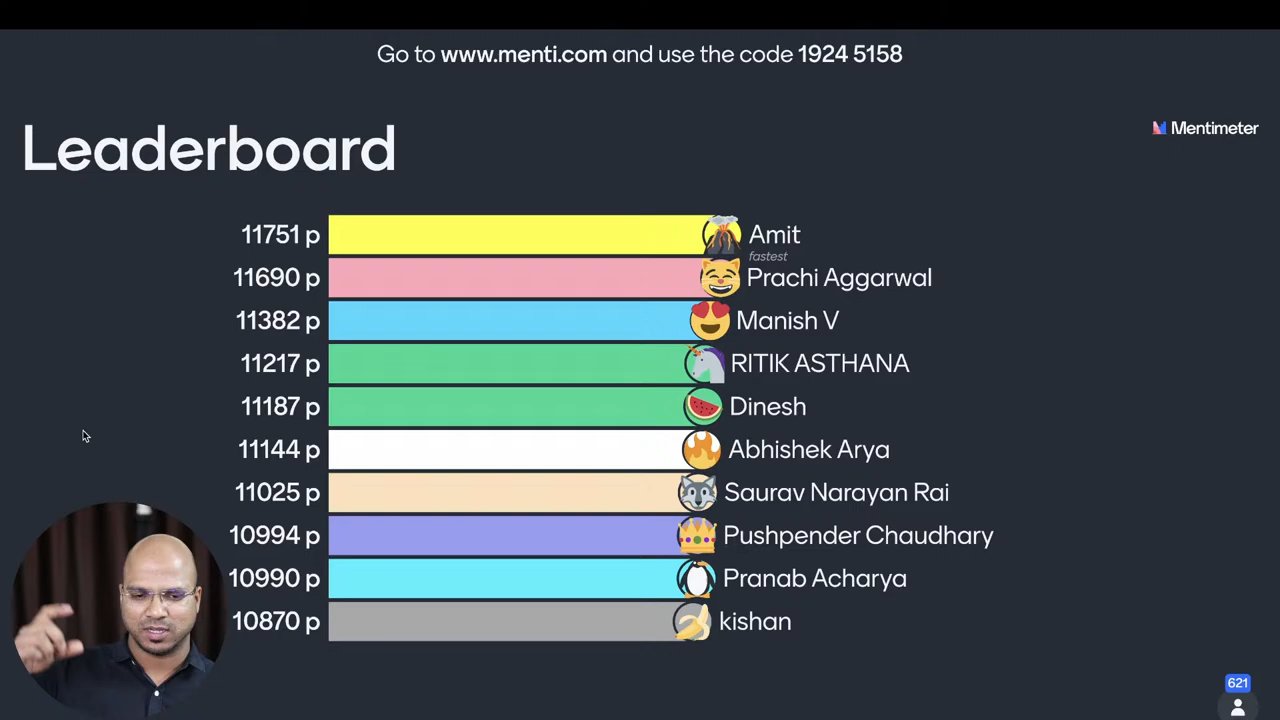 Go to www.menti.com and use the code 1924 5158
Mentimeter
Leaderboard
11751 p Amit
fastest
11690 p Prachi Aggarwal
11382 p Manish V
11217 p RITIK ASTHANA
11187 p Dinesh
11144 p Abhishek Arya
11025 p Saurav Narayan Rai
10994 p Pushpender Chaudhary
10990 p Pranab Acharya
10870 p kishan
621